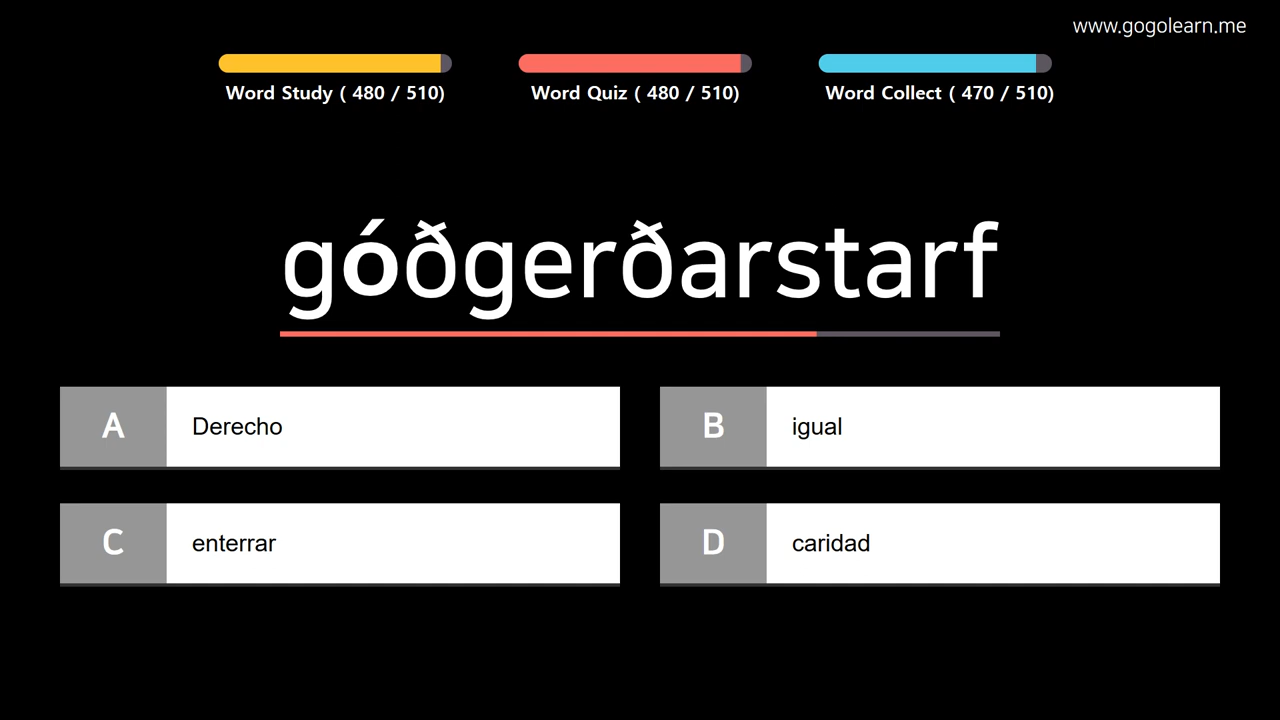 www.gogolearn.me
Word Study ( 480 / 510)
Word Quiz ( 480 / 510)
Word Collect ( 470 / 510)
góðgerðarstarf
A Derecho
B igual
C enterrar
D caridad